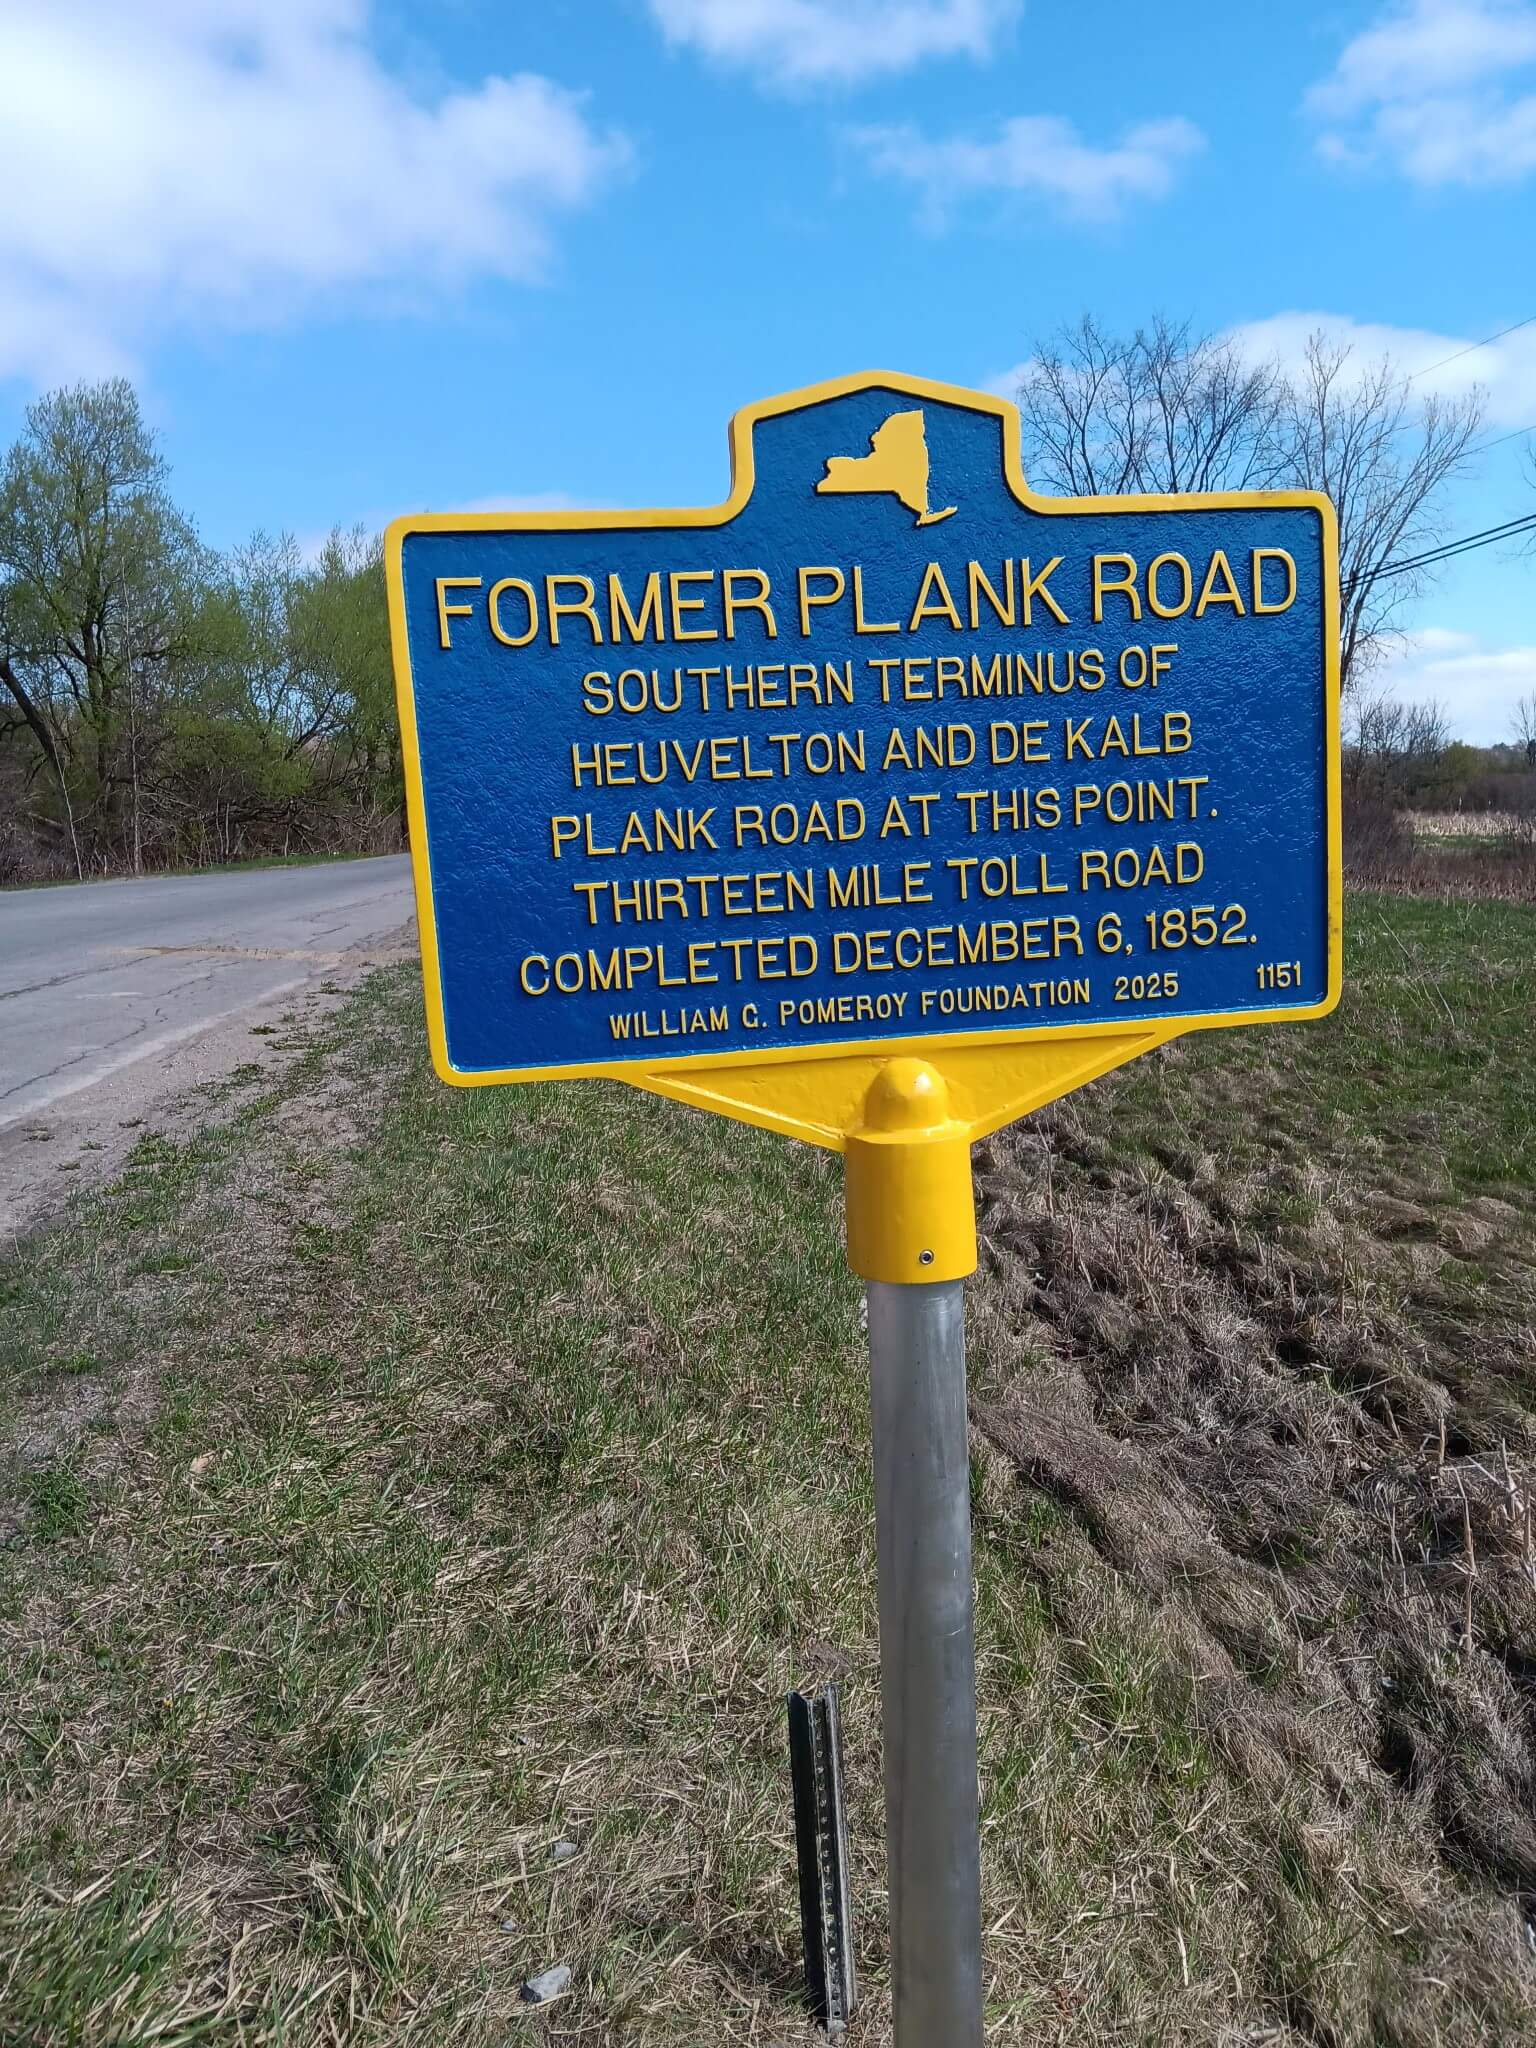 FORMER PLANK ROAD
SOUTHERN TERMINUS OF
HEUVELTON AND DE KALB
PLANK ROAD AT THIS POINT.
THIRTEEN MILE TOLL ROAD
COMPLETED DECEMBER 6, 1852.
WILLIAM G. POMEROY FOUNDATION 2025 1151